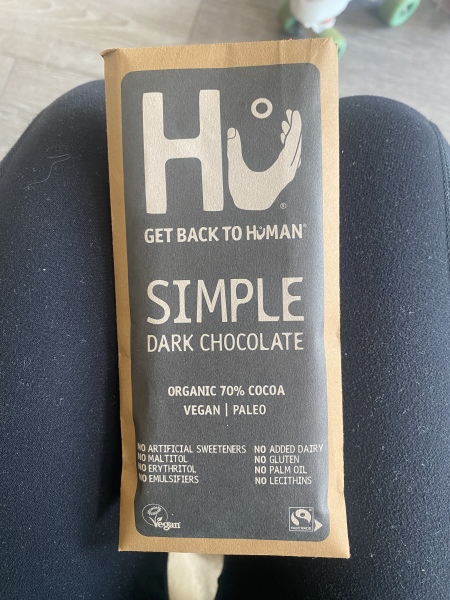 Hu
®
GET BACK TO HUMAN
SIMPLE
DARK CHOCOLATE
ORGANIC 70% COCOA
VEGAN | PALEO
NO ARTIFICIAL SWEETENERS
NO MALTITOL
NO ERYTHRITOL
NO EMULSIFIERS
NO ADDED DAIRY
NO GLUTEN
NO PALM OIL
NO LECITHINS
Vegan
FAIRTRADE